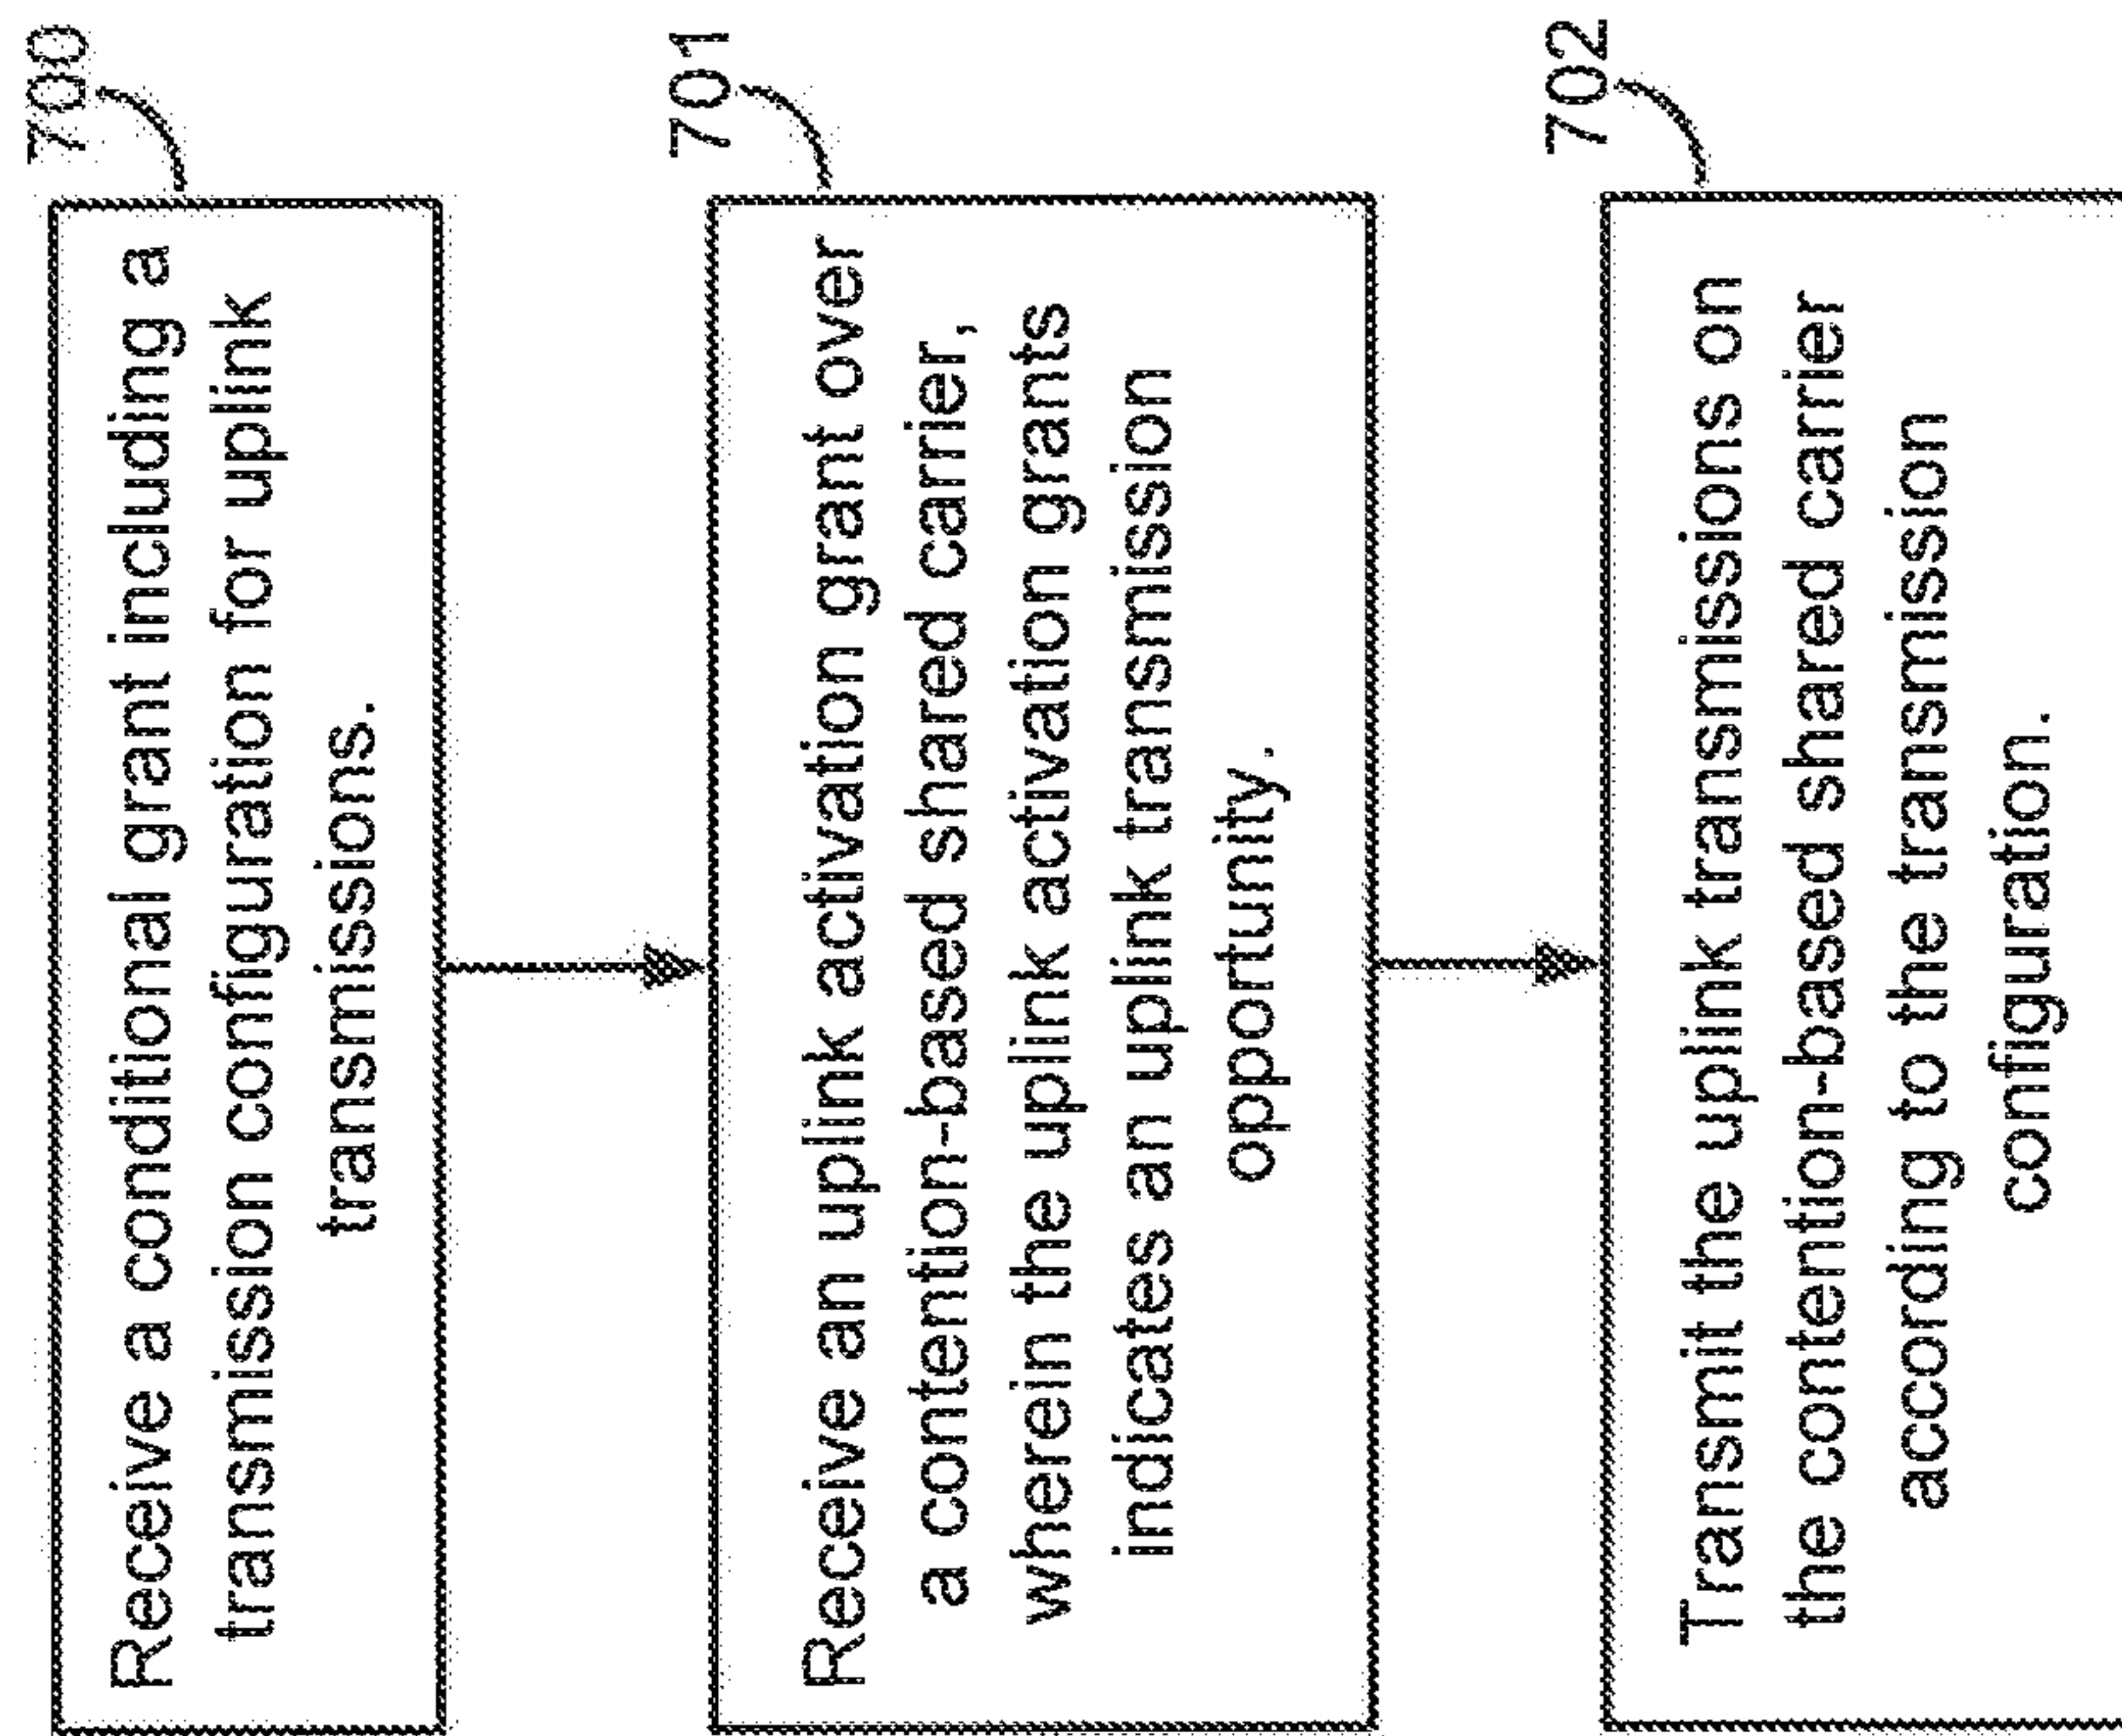 700
Receive a conditional grant including a
transmission configuration for uplink
transmissions.
701
Receive an uplink activation grant over
a contention-based shared carrier,
wherein the uplink activation grants
indicates an uplink transmission
opportunity.
702
Transmit the uplink transmissions on
the contention-based shared carrier
according to the transmission
configuration.